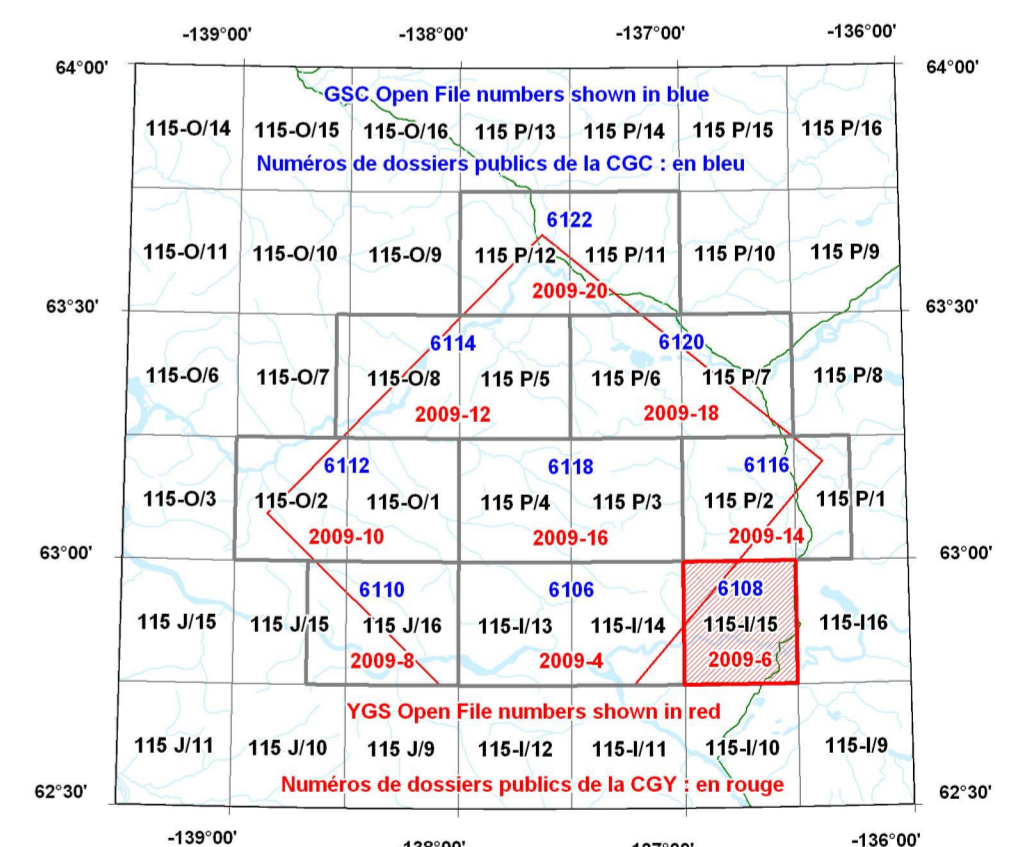 -139°00'
-138°00'
-137°00'
-136°00'
64°00'
64°00'
GSC Open File numbers shown in blue
115-O/14
115-O/15
115-O/16
115 P/13
115 P/14
115 P/15
115 P/16
Numéros de dossiers publics de la CGC : en bleu
6122
115-O/11
115-O/10
115-O/9
115 P/12
115 P/11
115 P/10
115 P/9
2009-20
63°30'
63°30'
6114
6120
115-O/6
115-O/7
115-O/8
115 P/5
115 P/6
115 P/7
115 P/8
2009-12
2009-18
6112
6118
6116
115-O/3
115-O/2
115-O/1
115 P/4
115 P/3
115 P/2
115 P/1
2009-10
2009-16
2009-14
63°00'
63°00'
6110
6106
6108
115 J/15
115 J/15
115 J/16
115-I/13
115-I/14
115-I/15
115-I16
2009-8
2009-4
2009-6
YGS Open File numbers shown in red
115 J/11
115 J/10
115 J/9
115-I/12
115-I/11
115-I/10
115-I/9
Numéros de dossiers publics de la CGY : en rouge
62°30'
62°30'
-139°00'
-138°00'
-137°00'
-136°00'